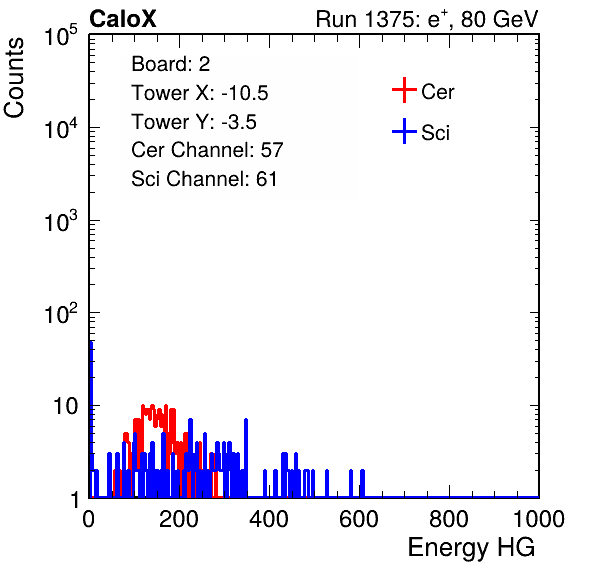 CaloX Run 1375: e⁺, 80 GeV
Board: 2
Tower X: -10.5
Tower Y: -3.5
Cer Channel: 57
Sci Channel: 61
Cer
Sci
Counts
10⁵
10⁴
10³
10²
10
1
0 200 400 600 800 1000
Energy HG